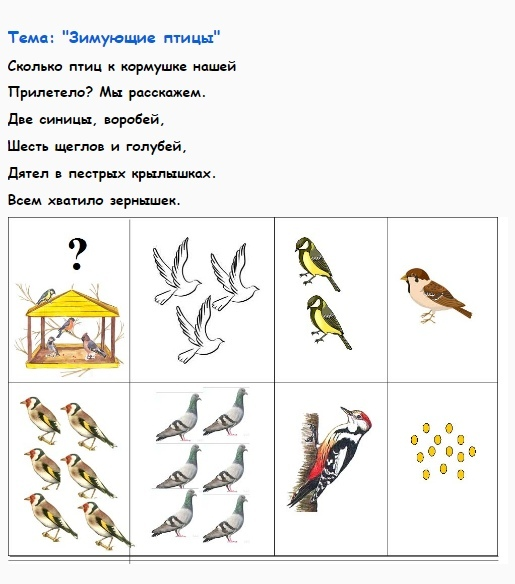 Тема: "Зимующие птицы"
Сколько птиц к кормушке нашей
Прилетело? Мы расскажем.
Две синицы, воробей,
Шесть щеглов и голубей,
Дятел в пестрых крылышках.
Всем хватило зернышек.
?